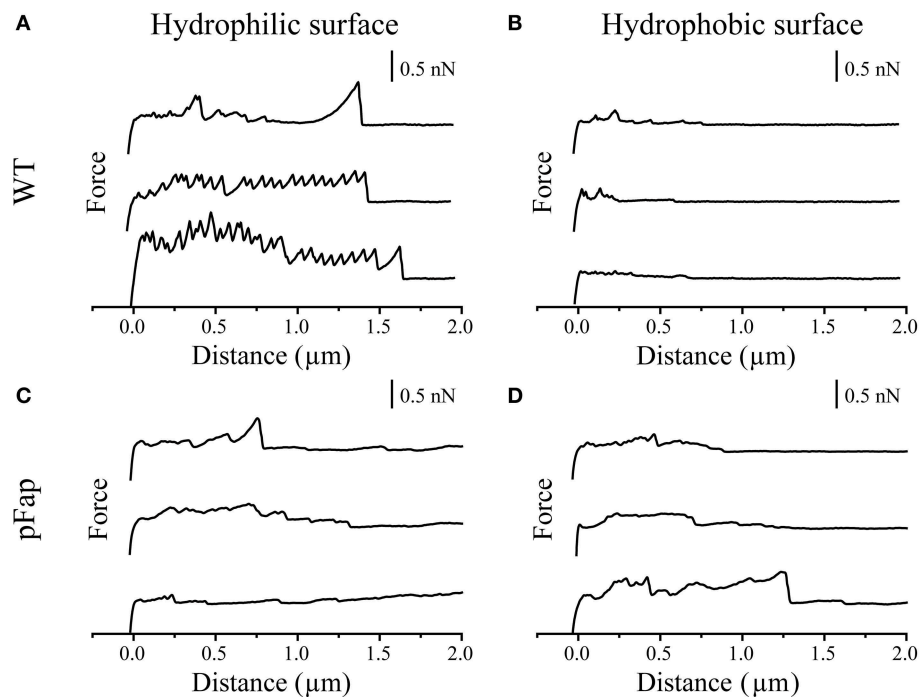 A Hydrophilic surface
B Hydrophobic surface
0.5 nN
0.5 nN
WT
Force
Force
0.0 0.5 1.0 1.5 2.0
0.0 0.5 1.0 1.5 2.0
Distance (µm)
Distance (µm)
C
D
0.5 nN
0.5 nN
pFap
Force
Force
0.0 0.5 1.0 1.5 2.0
0.0 0.5 1.0 1.5 2.0
Distance (µm)
Distance (µm)